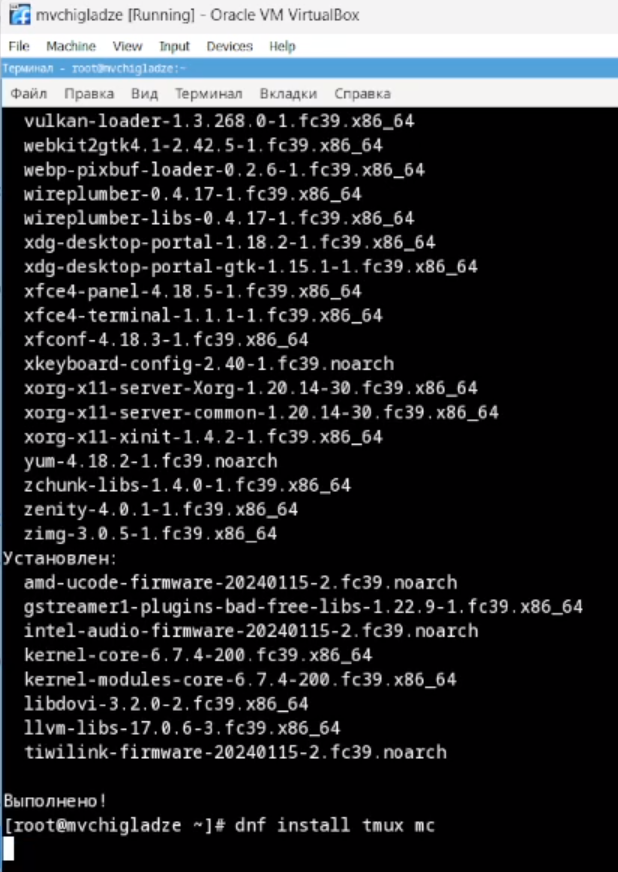 mvchigladze [Running] - Oracle VM VirtualBox
File Machine View Input Devices Help
Терминал - root@mvchigladze:~
Файл Правка Вид Терминал Вкладки Справка
vulkan-loader-1.3.268.0-1.fc39.x86_64
webkit2gtk4.1-2.42.5-1.fc39.x86_64
webp-pixbuf-loader-0.2.6-1.fc39.x86_64
wireplumber-0.4.17-1.fc39.x86_64
wireplumber-libs-0.4.17-1.fc39.x86_64
xdg-desktop-portal-1.18.2-1.fc39.x86_64
xdg-desktop-portal-gtk-1.15.1-1.fc39.x86_64
xfce4-panel-4.18.5-1.fc39.x86_64
xfce4-terminal-1.1.1-1.fc39.x86_64
xfconf-4.18.3-1.fc39.x86_64
xkeyboard-config-2.40-1.fc39.noarch
xorg-x11-server-Xorg-1.20.14-30.fc39.x86_64
xorg-x11-server-common-1.20.14-30.fc39.x86_64
xorg-x11-xinit-1.4.2-1.fc39.x86_64
yum-4.18.2-1.fc39.noarch
zchunk-libs-1.4.0-1.fc39.x86_64
zenity-4.0.1-1.fc39.x86_64
zimg-3.0.5-1.fc39.x86_64
Установлен:
amd-ucode-firmware-20240115-2.fc39.noarch
gstreamer1-plugins-bad-free-libs-1.22.9-1.fc39.x86_64
intel-audio-firmware-20240115-2.fc39.noarch
kernel-core-6.7.4-200.fc39.x86_64
kernel-modules-core-6.7.4-200.fc39.x86_64
libdovi-3.2.0-2.fc39.x86_64
llvm-libs-17.0.6-3.fc39.x86_64
tiwilink-firmware-20240115-2.fc39.noarch
Выполнено!
[root@mvchigladze ~]# dnf install tmux mc